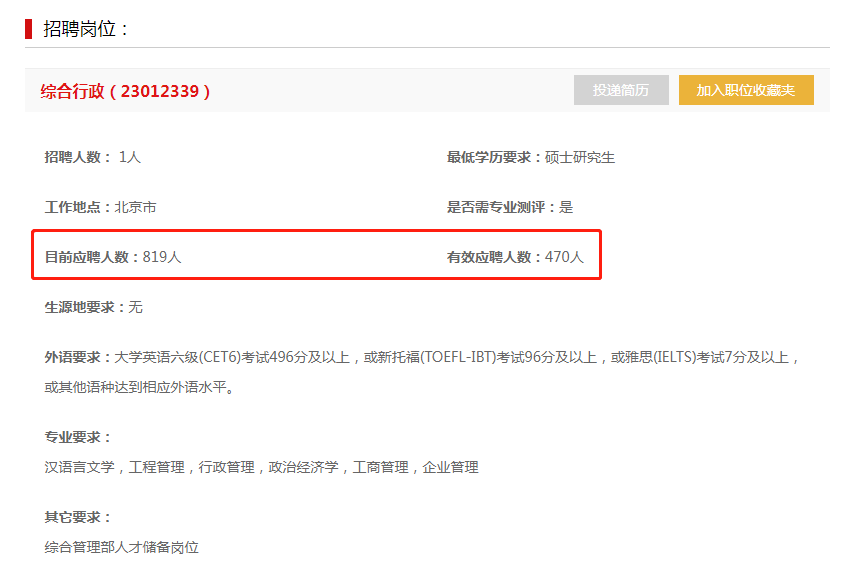 招聘岗位：
综合行政（23012339）
投递简历
加入职位收藏夹
招聘人数： 1人
最低学历要求：硕士研究生
工作地点：北京市
是否需专业测评：是
目前应聘人数：819人
有效应聘人数：470人
生源地要求：无
外语要求：大学英语六级(CET6)考试496分及以上，或新托福(TOEFL-IBT)考试96分及以上，或雅思(IELTS)考试7分及以上，
或其他语种达到相应外语水平。
专业要求：
汉语言文学，工程管理，行政管理，政治经济学，工商管理，企业管理
其它要求：
综合管理部人才储备岗位